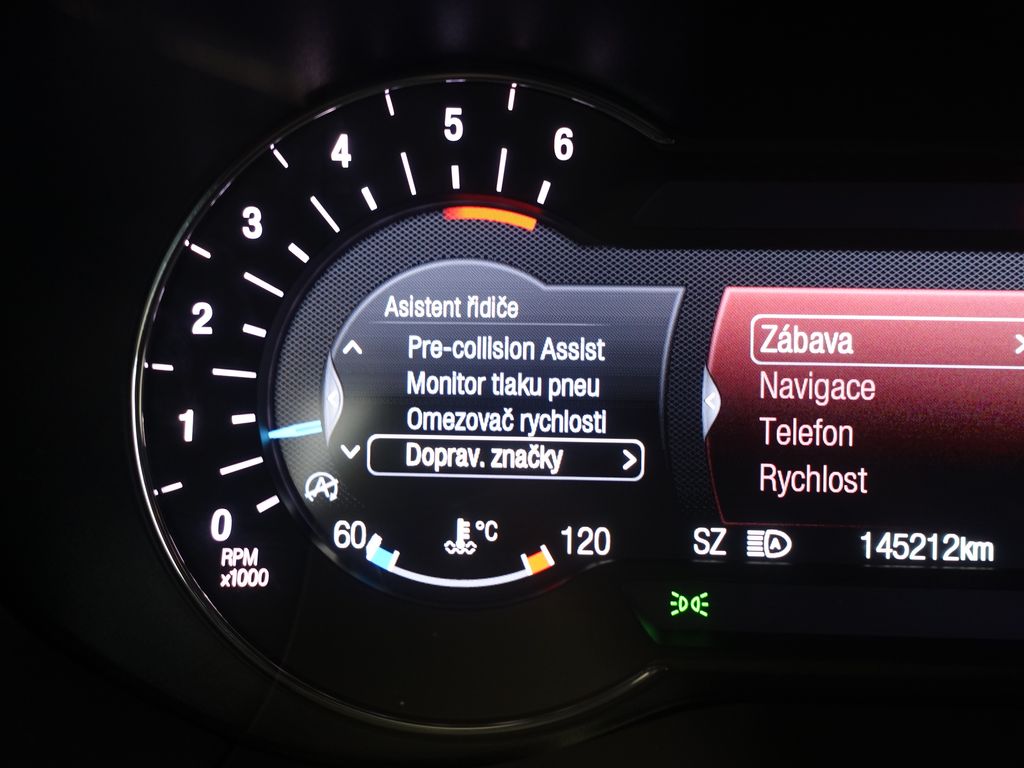 6
5
4
3
2
1
0
RPM
x1000
Asistent řidiče
Pre-collision Assist
Monitor tlaku pneu
Omezovač rychlosti
Doprav. značky
A
60
°C
120
Zábava
Navigace
Telefon
Rychlost
SZ
A
145212km